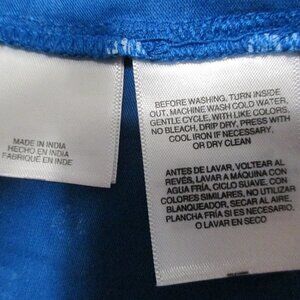 MADE IN INDIA
HECHO EN INDIA
FABRIQUÉ EN INDE
BEFORE WASHING, TURN INSIDE
OUT, MACHINE WASH COLD WATER,
GENTLE CYCLE, WITH LIKE COLORS.
NO BLEACH, DRIP DRY, PRESS WITH
COOL IRON IF NECESSARY,
OR DRY CLEAN
ANTES DE LAVAR, VOLTEAR AL
REVÉS, LAVAR A MÁQUINA CON
AGUA FRÍA, CICLO SUAVE. CON
COLORES SIMILARES, NO UTILIZAR
BLANQUEADOR, SECAR AL AIRE,
PLANCHA FRÍA SI ES NECESARIO
O LAVAR EN SECO